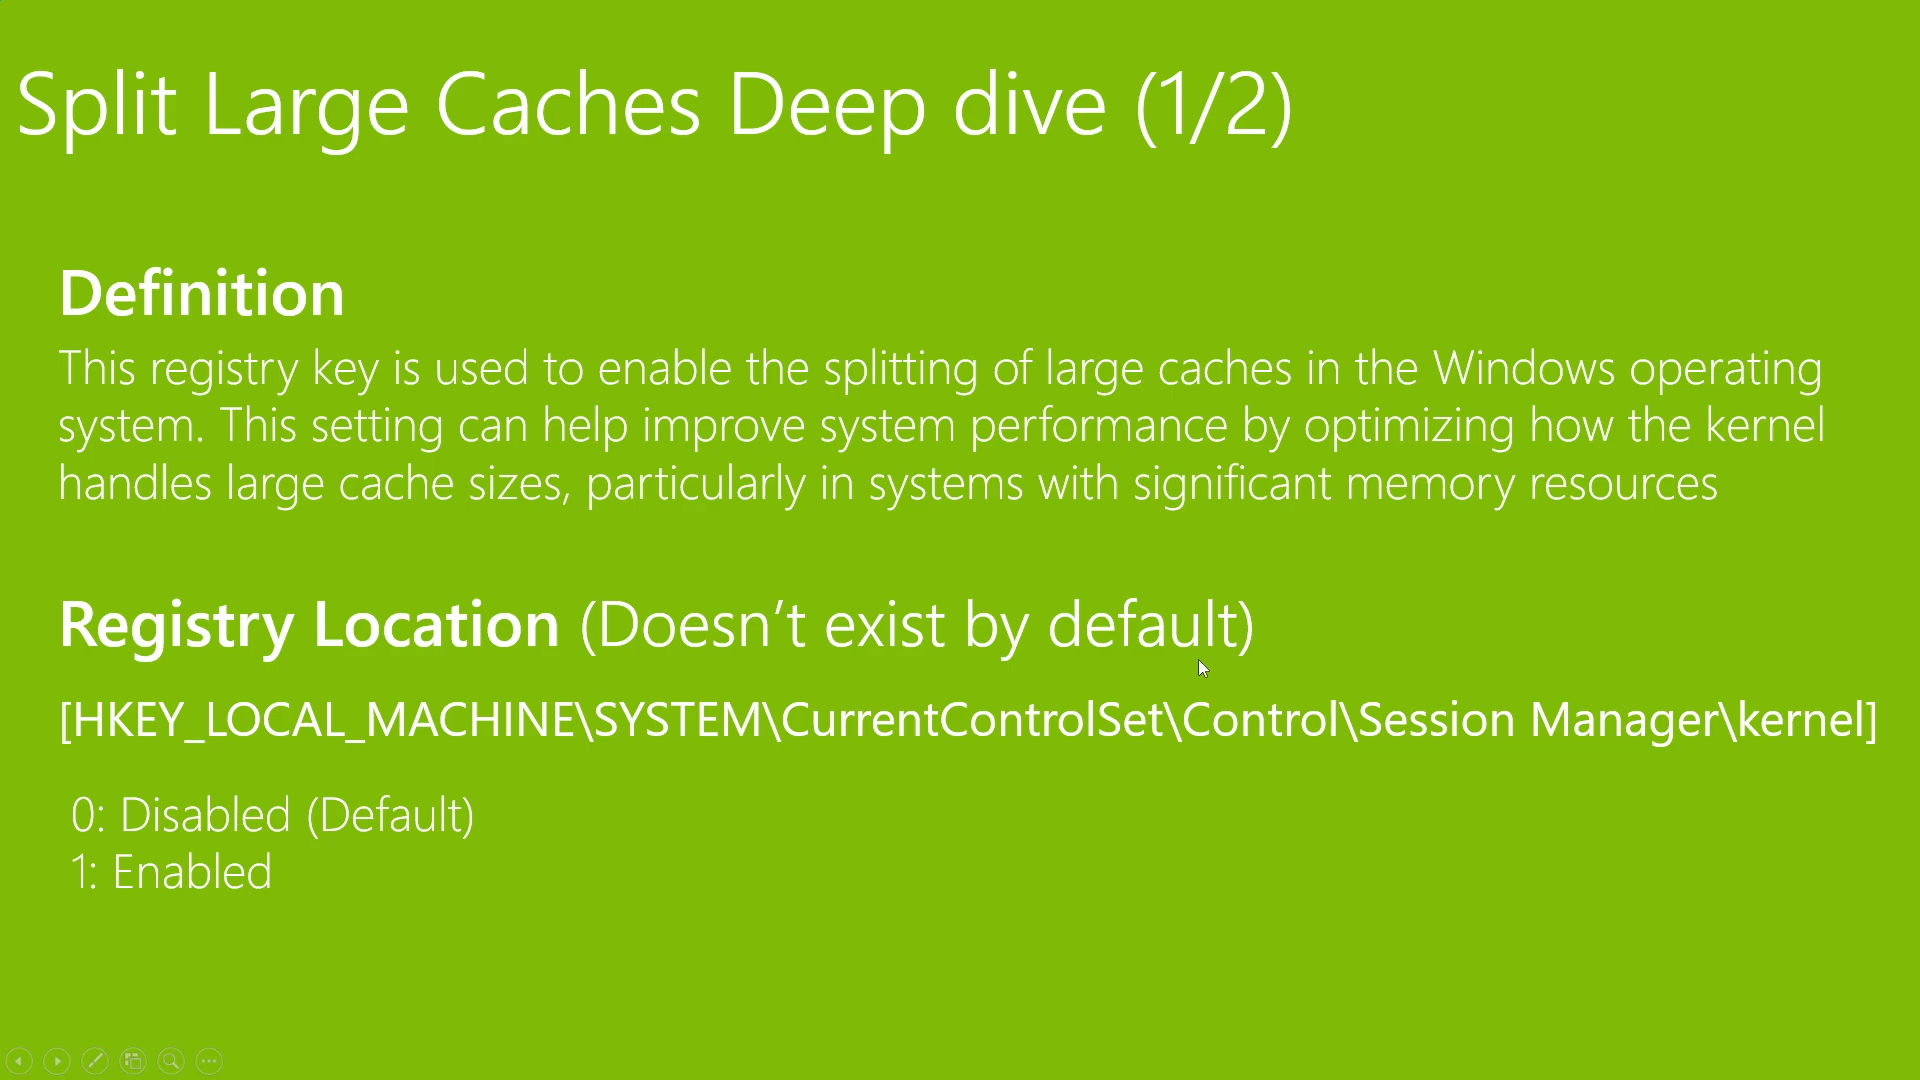 Split Large Caches Deep dive (1/2)
Definition
This registry key is used to enable the splitting of large caches in the Windows operating
system. This setting can help improve system performance by optimizing how the kernel
handles large cache sizes, particularly in systems with significant memory resources
Registry Location (Doesn’t exist by default)
[HKEY_LOCAL_MACHINE\SYSTEM\CurrentControlSet\Control\Session Manager\kernel]
0: Disabled (Default)
1: Enabled